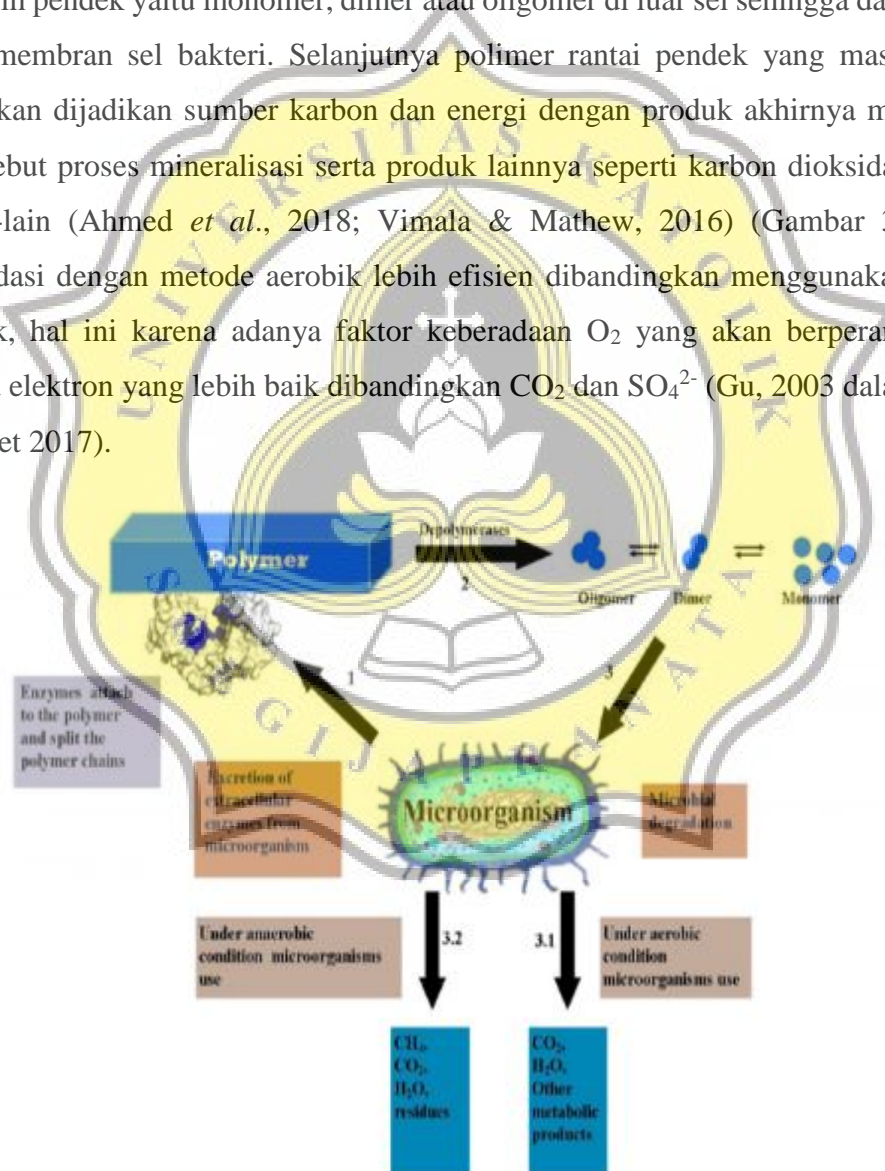 pendek yaitu monomer, dimer atau oligomer di luar sel sehingga da
membran sel bakteri. Selanjutnya polimer rantai pendek yang mas
kan dijadikan sumber karbon dan energi dengan produk akhirnya m
ebut proses mineralisasi serta produk lainnya seperti karbon dioksida
-lain (Ahmed et al., 2018; Vimala & Mathew, 2016) (Gambar 3
dasi dengan metode aerobik lebih efisien dibandingkan menggunaka
k, hal ini karena adanya faktor keberadaan O₂ yang akan berperan
elektron yang lebih baik dibandingkan CO₂ dan SO₄²⁻ (Gu, 2003 dala
et 2017).
UNIVERSITAS KATOLIK
SOEGIJAPRANATA
Polymer
Depolymerases
2
Oligomer
Dimer
Monomer
1
3
Enzymes attach
to the polymer
and split the
polymer chains
Excretion of
extracellular
enzymes from
microorganism
Microorganism
Microbial
degradation
Under anaerobic
condition microorganisms
use
3.2
3.1
Under aerobic
condition
microorganisms use
CH₄,
CO₂,
H₂O,
residues
CO₂,
H₂O,
Other
metabolic
products